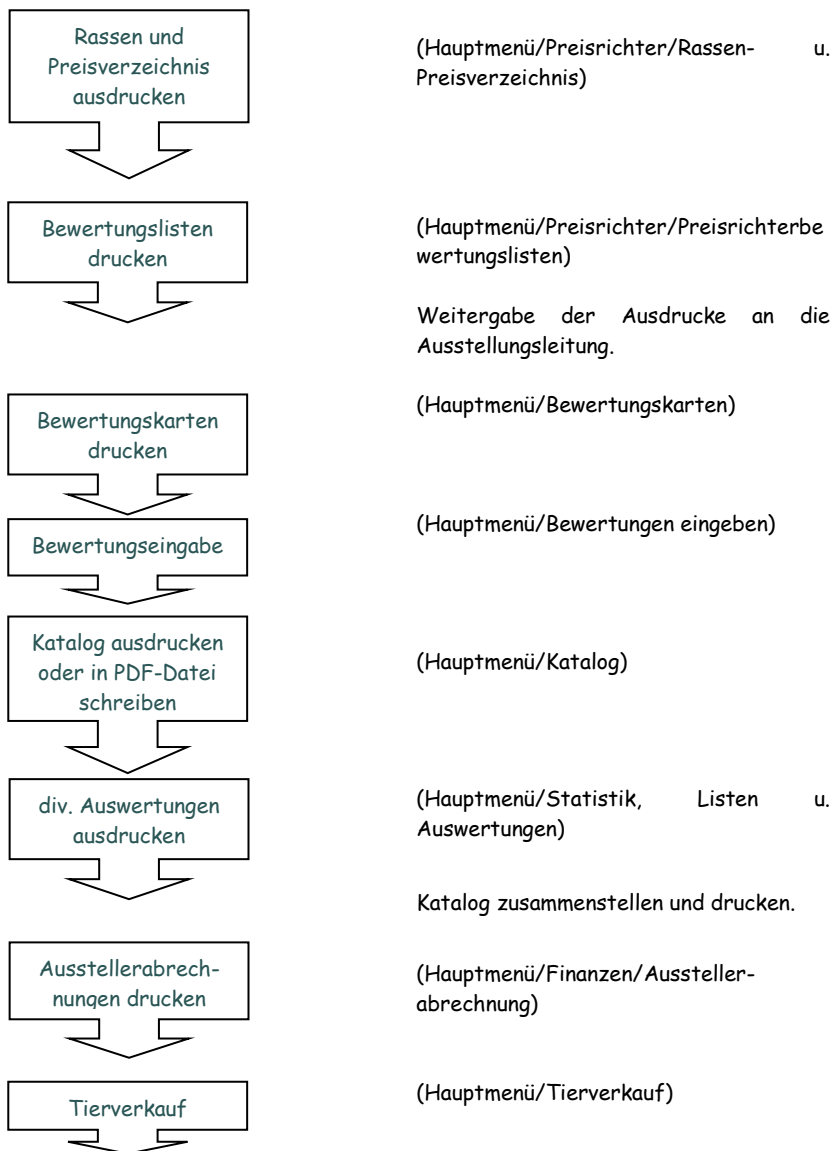 Rassen und
Preisverzeichnis
ausdrucken
(Hauptmenü/Preisrichter/Rassen- u.
Preisverzeichnis)
Bewertungslisten
drucken
(Hauptmenü/Preisrichter/Preisrichterbe
wertungslisten)
Weitergabe der Ausdrucke an die
Ausstellungsleitung.
Bewertungskarten
drucken
(Hauptmenü/Bewertungskarten)
Bewertungseingabe
(Hauptmenü/Bewertungen eingeben)
Katalog ausdrucken
oder in PDF-Datei
schreiben
(Hauptmenü/Katalog)
div. Auswertungen
ausdrucken
(Hauptmenü/Statistik, Listen u.
Auswertungen)
Katalog zusammenstellen und drucken.
Ausstellerabrech-
nungen drucken
(Hauptmenü/Finanzen/Aussteller-
abrechnung)
Tierverkauf
(Hauptmenü/Tierverkauf)